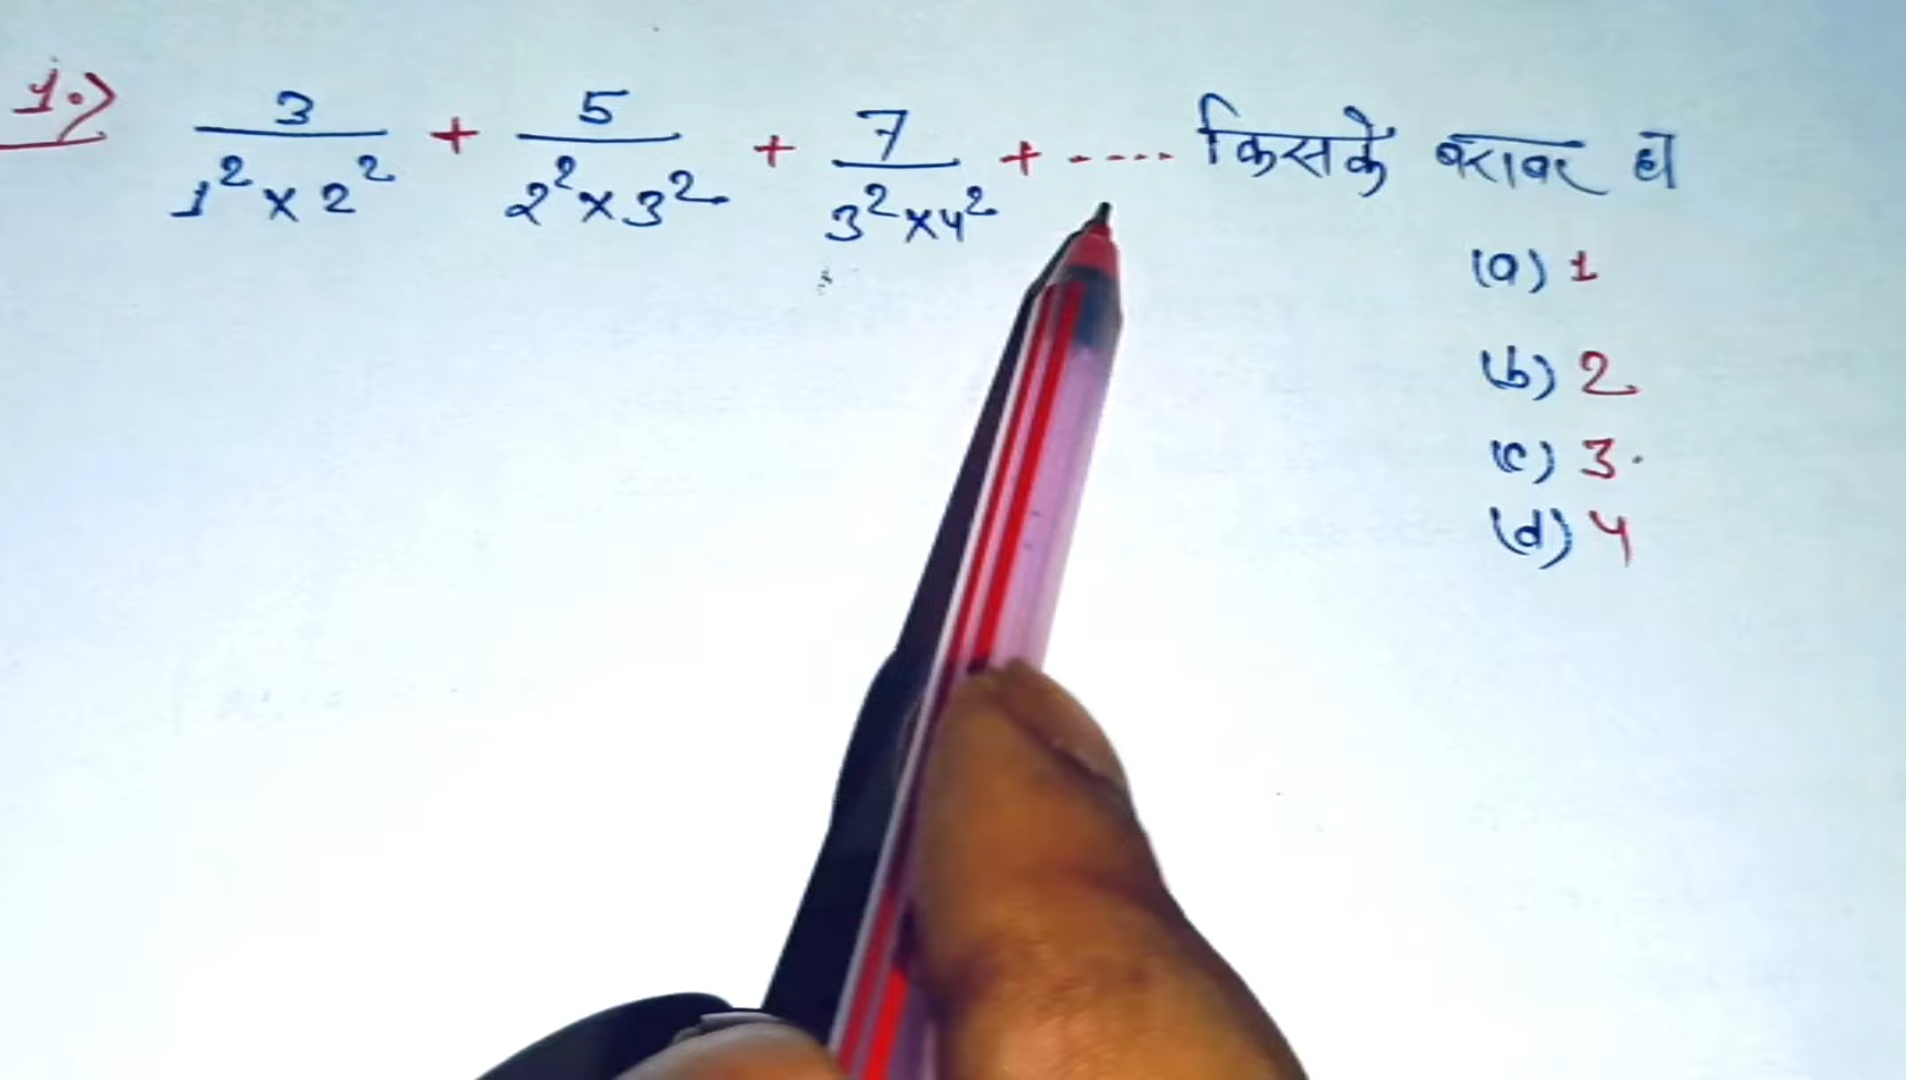 1.) 3/(1²×2²) + 5/(2²×3²) + 7/(3²×4²) + ..... किसके बराबर है
(a) 1
(b) 2
(c) 3.
(d) 4